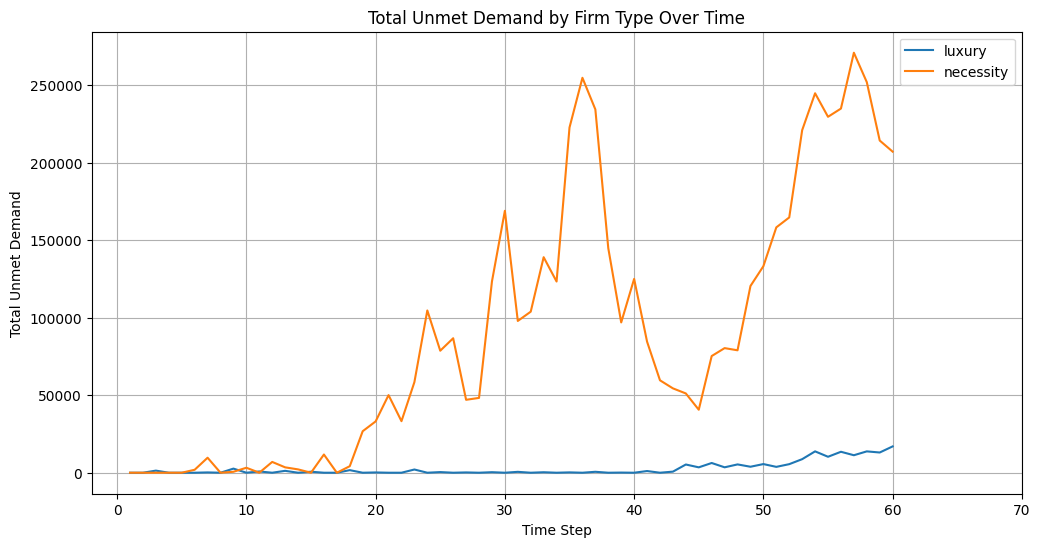 Total Unmet Demand by Firm Type Over Time
luxury
necessity
Total Unmet Demand
250000
200000
150000
100000
50000
0
0 10 20 30 40 50 60 70
Time Step